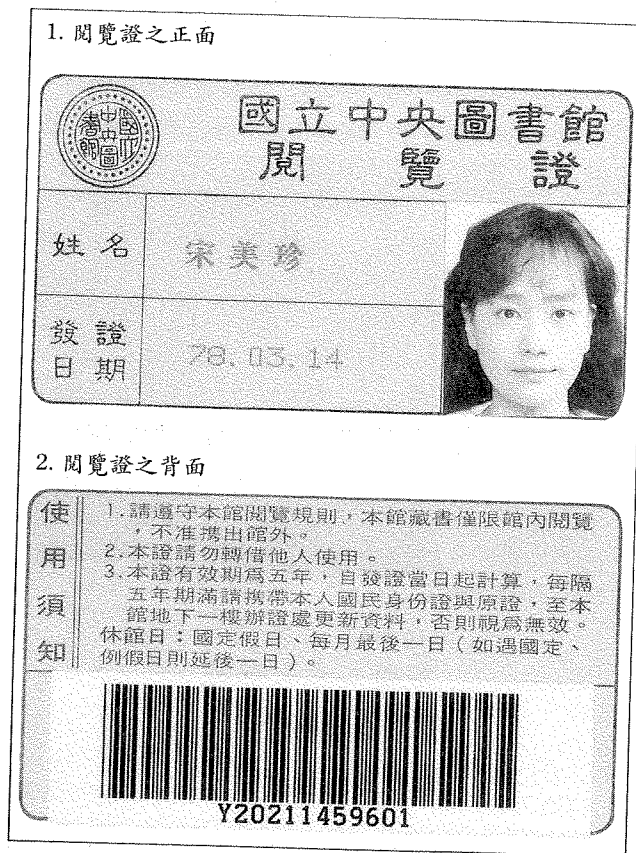 1. 閱覽證之正面
國立中央圖書館
閱覽證
姓名
宋美珍
發證日期
78.03.14
2. 閱覽證之背面
使用須知
1.請遵守本館閱覽規則，本館藏書僅限館內閱覽
，不准携出館外。
2.本證請勿轉借他人使用。
3.本證有效期為五年，自發證當日起計算，每隔
五年期滿請携帶本人國民身份證與原證，至本
館地下一樓辦證處更新資料，否則視為無效。
休館日：國定假日、每月最後一日（如遇國定、
例假日則延後一日）。
Y20211459601